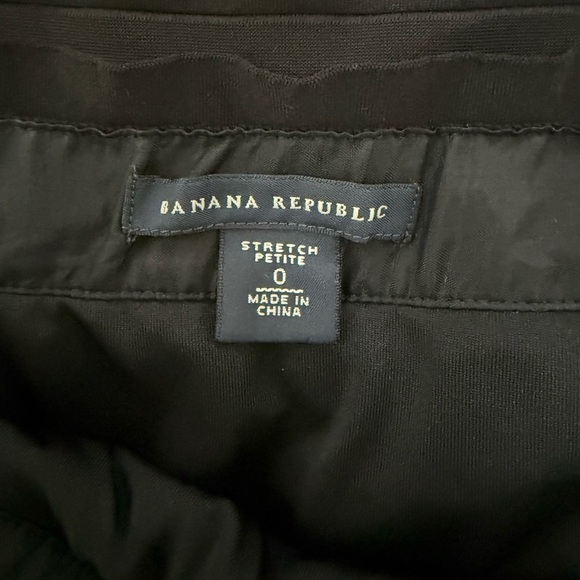 BANANA REPUBLIC
STRETCH
PETITE
0
MADE IN
CHINA